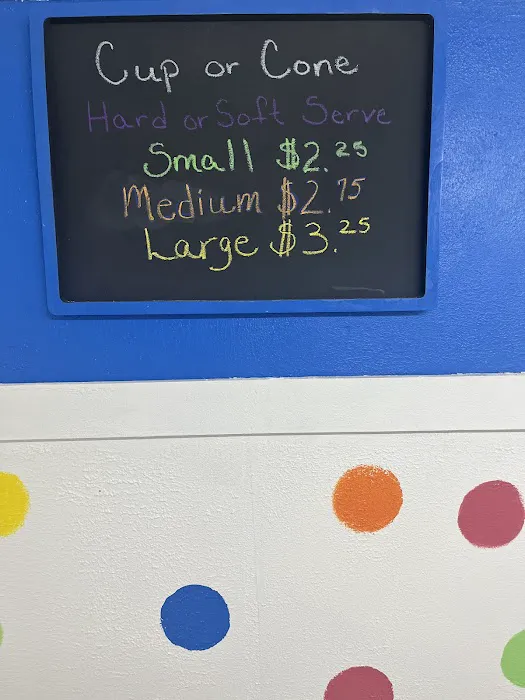 Cup or Cone
Hard or Soft Serve
Small $2.25
Medium $2.75
Large $3.25